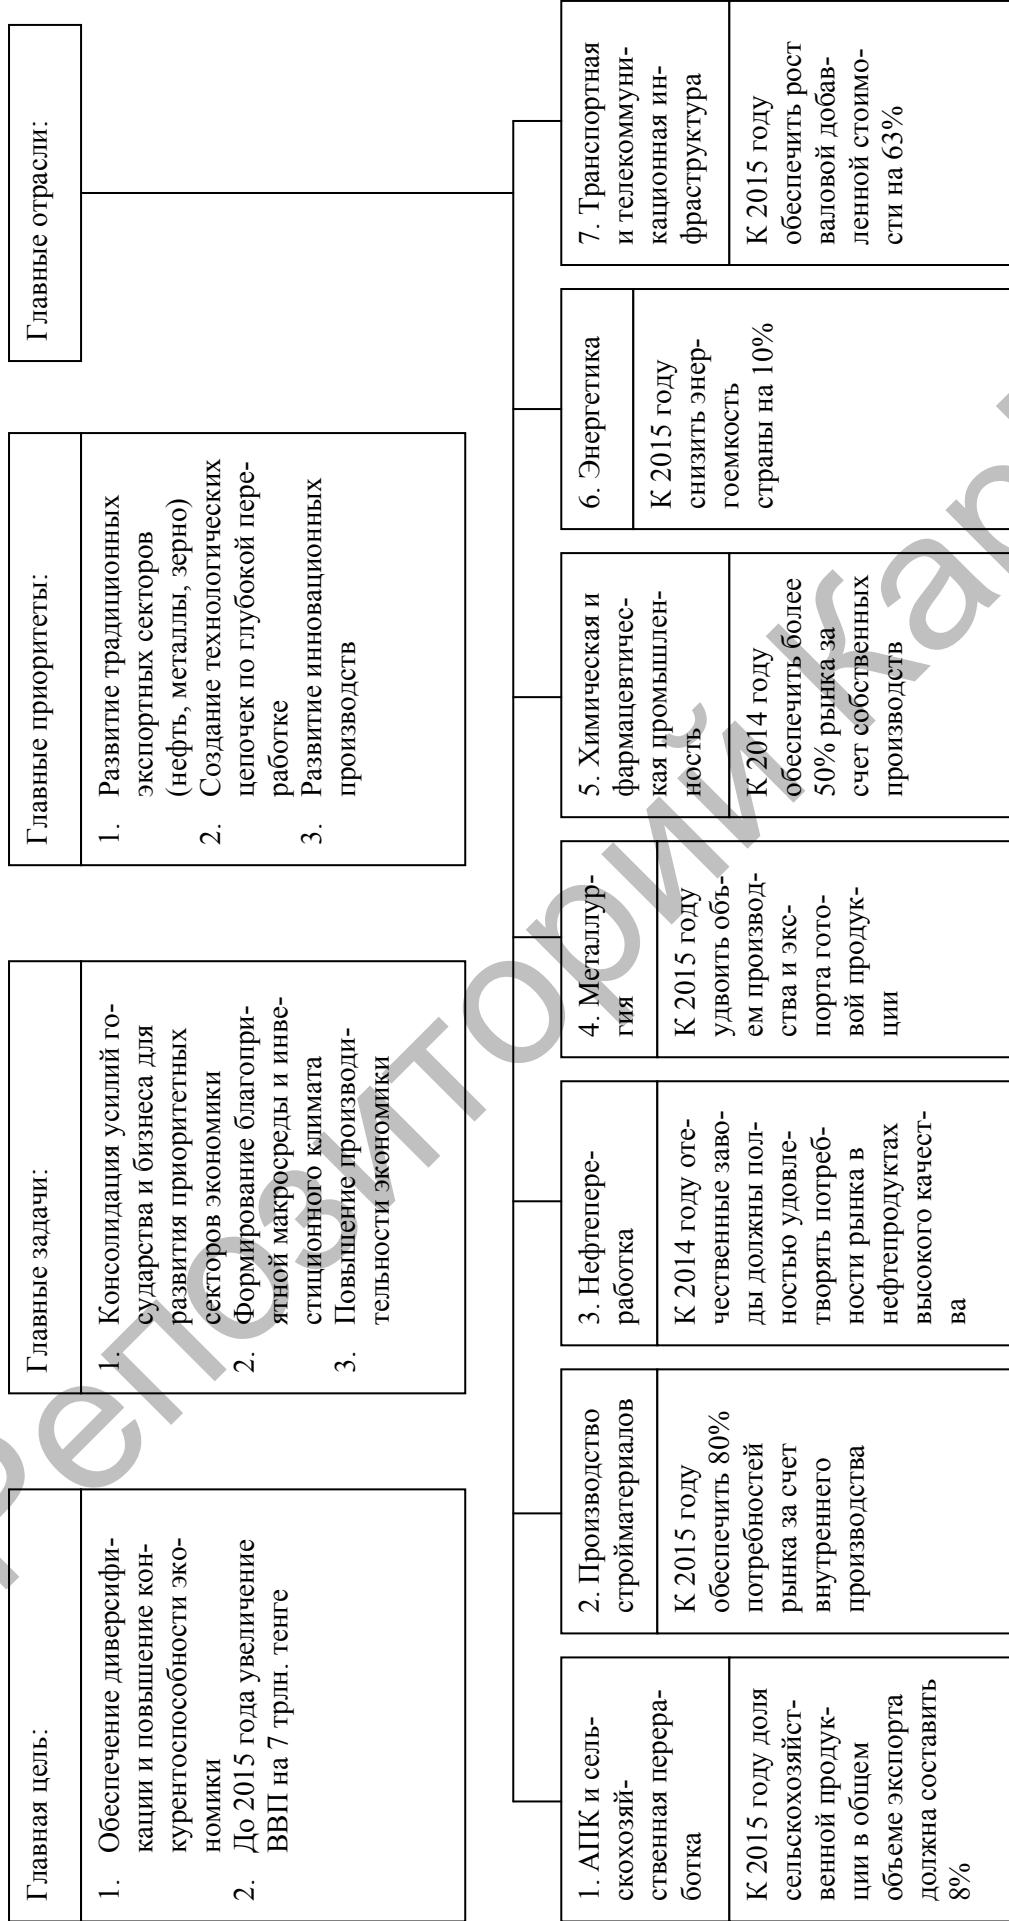 Главная цель:
1. Обеспечение диверсифи-
кации и повышение кон-
курентоспособности эко-
номики
2. До 2015 года увеличение
ВВП на 7 трлн. тенге
Главные задачи:
1. Консолидация усилий го-
сударства и бизнеса для
развития приоритетных
секторов экономики
2. Формирование благопри-
ятной макросреды и инве-
стиционного климата
3. Повышение производи-
тельности экономики
Главные приоритеты:
1. Развитие традиционных
экспортных секторов
(нефть, металлы, зерно)
2. Создание технологических
цепочек по глубокой пере-
работке
3. Развитие инновационных
производств
Главные отрасли:
1. АПК и сель-
скохозяй-
ственная перера-
ботка
К 2015 году доля
сельскохозяйст-
венной продук-
ции в общем
объеме экспорта
должна составить
8%
2. Производство
стройматериалов
К 2015 году
обеспечить 80%
потребностей
рынка за счет
внутреннего
производства
3. Нефтепере-
работка
К 2014 году оте-
чественные заво-
ды должны пол-
ностью удовле-
творять потреб-
ности рынка в
нефтепродуктах
высокого качест-
ва
4. Металлур-
гия
К 2015 году
удвоить объ-
ем производ-
ства и экс-
порта гото-
вой продук-
ции
5. Химическая и
фармацевтичес-
кая промышлен-
ность
К 2014 году
обеспечить более
50% рынка за
счет собственных
производств
6. Энергетика
К 2015 году
снизить энер-
гоемкость
страны на 10%
7. Транспортная
и телекоммуни-
кационная ин-
фраструктура
К 2015 году
обеспечить рост
валовой добав-
ленной стоимо-
сти на 63%
Репозиторий Кар